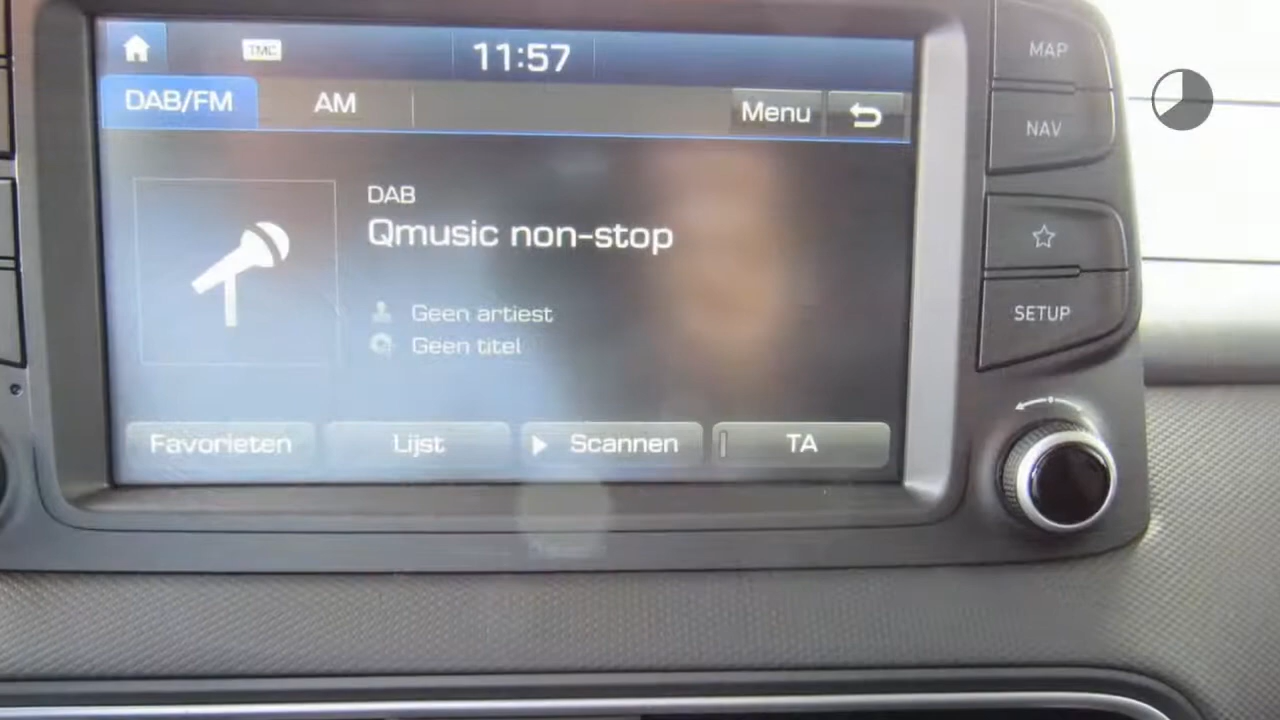 TMC
11:57
MAP
DAB/FM
AM
Menu
NAV
DAB
Qmusic non-stop
Geen artiest
Geen titel
SETUP
Favorieten
Lijst
Scannen
TA